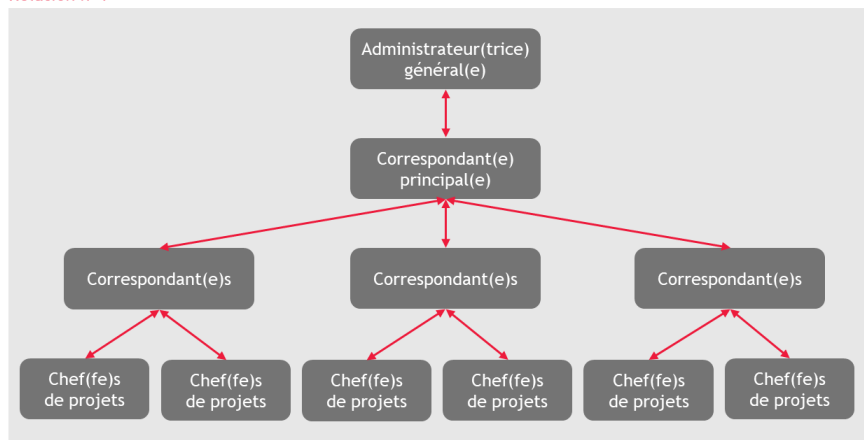 Administrateur(trice)
général(e)
Correspondant(e)
principal(e)
Correspondant(e)s
Correspondant(e)s
Correspondant(e)s
Chef(fe)s
de projets
Chef(fe)s
de projets
Chef(fe)s
de projets
Chef(fe)s
de projets
Chef(fe)s
de projets
Chef(fe)s
de projets